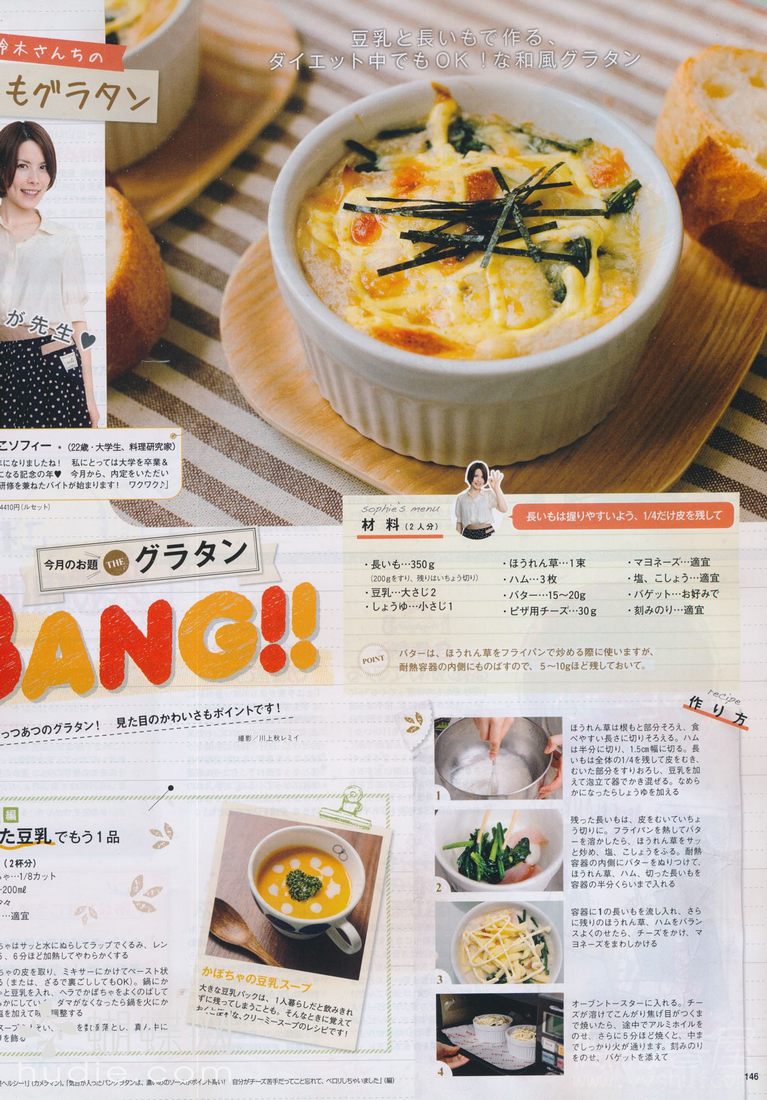 鈴木さんちの
もグラタン
豆乳と長いもで作る、
ダイエット中でもOK!な和風グラタン
が先生
こソフィー・(22歳・大学生、料理研究家)
になりましたね! 私にとっては大学を卒業&
になる記念の年♥ 今月から、内定をいただい
研修を兼ねたバイトが始まります! ワクワク♪」
4410円(ルセット)
今月のお題 THE グラタン
BANG!!
っつあつのグラタン! 見た目のかわいさもポイントです!
撮影/川上秋レミイ
sophie's menu
材料(2人分)
長いもは握りやすいよう、1/4だけ皮を残して
・長いも…350g
(200gをすり、残りはいちょう切り)
・豆乳…大さじ2
・しょうゆ…小さじ1
・ほうれん草…1束
・ハム…3枚
・バター…15〜20g
・ピザ用チーズ…30g
・マヨネーズ…適宜
・塩、こしょう…適宜
・バゲット…お好みで
・刻みのり…適宜
POINT
バターは、ほうれん草をフライパンで炒める際に使いますが、
耐熱容器の内側にものばすので、5〜10gほど残しておいて。
recipe
作り方
1
ほうれん草は根もと部分そろえ、食
べやすい長さに切りそろえる。ハム
は半分に切り、1.5cm幅に切る。長
いもは全体の1/4を残して皮をむき、
むいた部分をすりおろし、豆乳を加
えて泡立て器でかき混ぜる。なめら
かになったらしょうゆを加える
2
残った長いもは、皮をむいていちょ
う切りに。フライパンを熱してバタ
ーを溶かしたら、ほうれん草をサッ
と炒め、塩、こしょうをふる。耐熱
容器の内側にバターをぬりつけて、
ほうれん草、ハム、切った長いもを
容器の半分くらいまで入れる
3
容器に1の長いもを流し入れ、さら
に残りのほうれん草、ハムをバラン
スよくのせたら、チーズをかけ、マ
ヨネーズをまわしかける
4
オーブントースターに入れる。チー
ズが溶けてこんがり焦げ目がつくま
で焼いたら、途中でアルミホイルを
のせ、さらに5分ほど焼くと、中ま
でしっかり火が通ります。刻みのり
をのせ、バゲットを添えて
編
た豆乳でもう1品
(2杯分)
ちゃ…1/8カット
…200㎖
…適宜
ちゃはサッと水にぬらしてラップでくるみ、レン
5、6分ほど加熱してやわらかくする
ちゃの皮を取り、ミキサーにかけてペースト状
る(または、ざるで裏ごししてもOK)。鍋にか
と豆乳を入れ、ヘラでかぼちゃをよくのばして
ダマがなくなったら鍋を火にか
塩を加えて
かぼちゃの豆乳スープ
大きな豆乳パックは、1人暮らしだと飲みきれ
ずに残ってしまうことも。そんなときに覚えて
クリーミースープのレシピです!
hudie.com
146